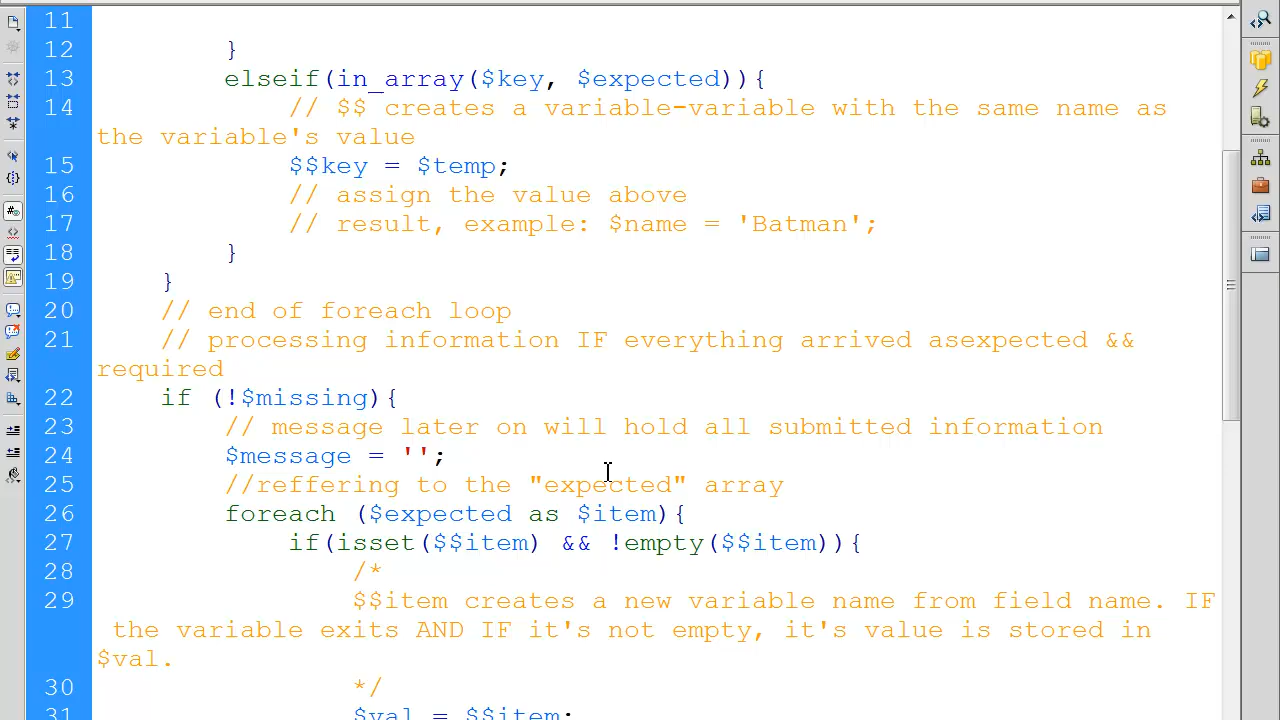 11
12 }
13 elseif(in_array($key, $expected)){
14 // $$ creates a variable-variable with the same name as
the variable's value
15 $$key = $temp;
16 // assign the value above
17 // result, example: $name = 'Batman';
18 }
19 }
20 // end of foreach loop
21 // processing information IF everything arrived asexpected &&
required
22 if (!$missing){
23 // message later on will hold all submitted information
24 $message = '';
25 //reffering to the "expected" array
26 foreach ($expected as $item){
27 if(isset($$item) && !empty($$item)){
28 /*
29 $$item creates a new variable name from field name. IF
the variable exits AND IF it's not empty, it's value is stored in
$val.
30 */
31 $val = $$item;